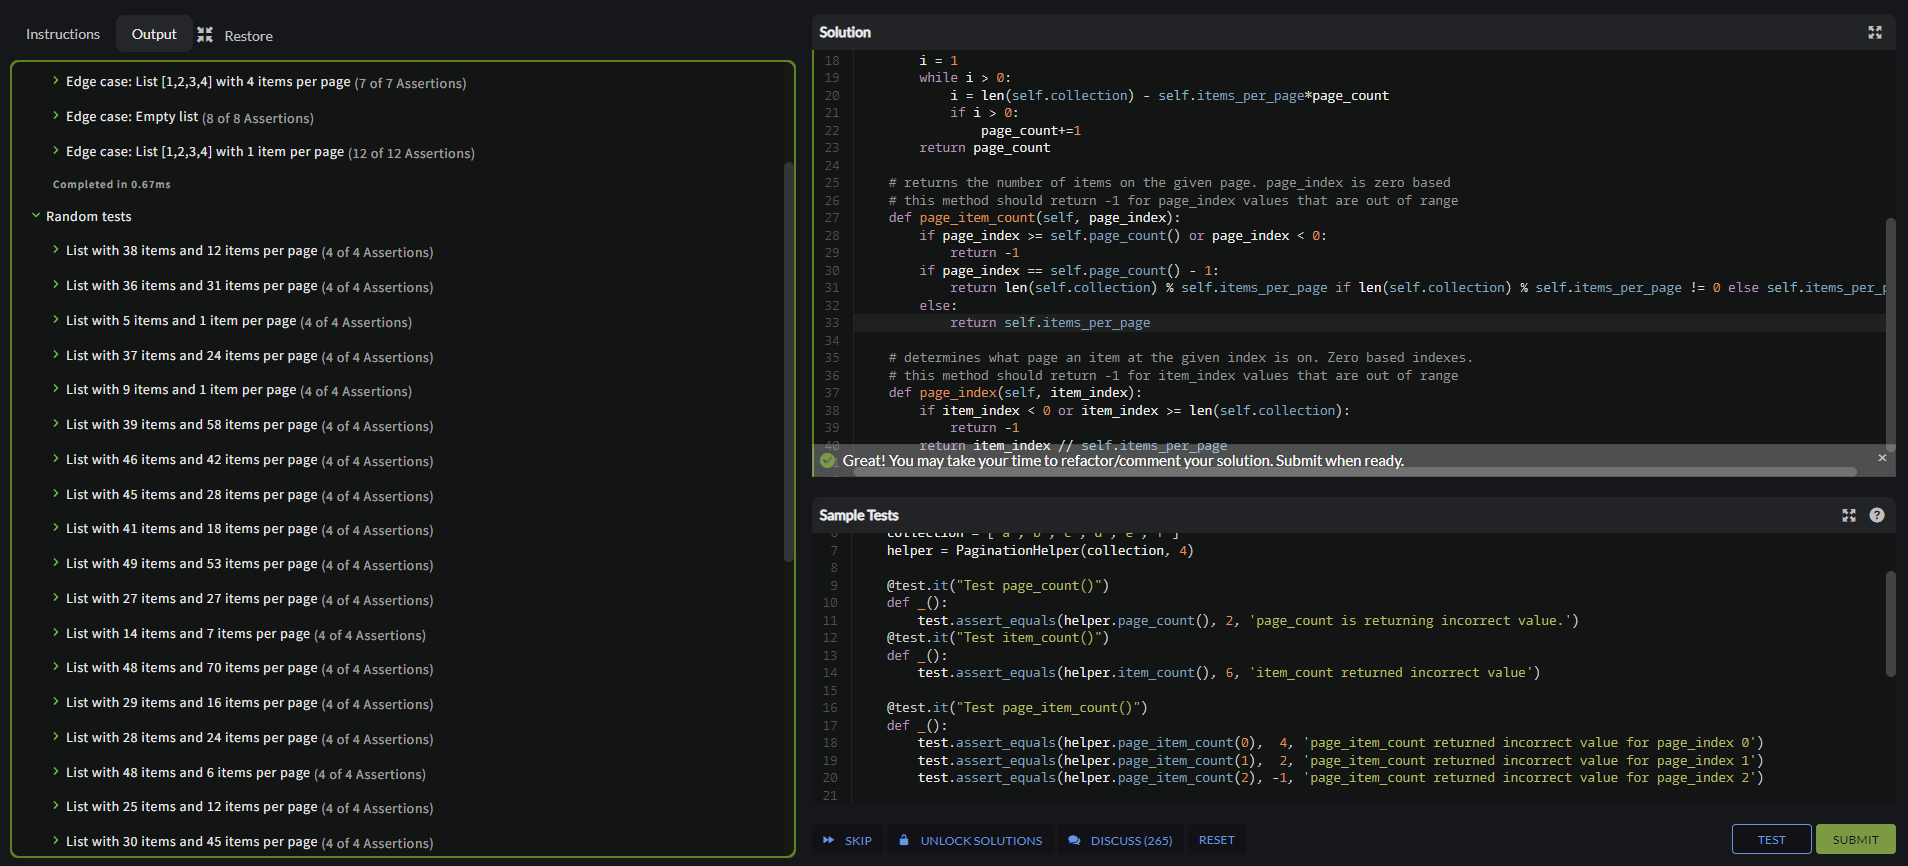 Instructions
Output
Restore
Edge case: List [1,2,3,4] with 4 items per page (7 of 7 Assertions)
Edge case: Empty list (8 of 8 Assertions)
Edge case: List [1,2,3,4] with 1 item per page (12 of 12 Assertions)
Completed in 0.67ms
Random tests
List with 38 items and 12 items per page (4 of 4 Assertions)
List with 36 items and 31 items per page (4 of 4 Assertions)
List with 5 items and 1 item per page (4 of 4 Assertions)
List with 37 items and 24 items per page (4 of 4 Assertions)
List with 9 items and 1 item per page (4 of 4 Assertions)
List with 39 items and 58 items per page (4 of 4 Assertions)
List with 46 items and 42 items per page (4 of 4 Assertions)
List with 45 items and 28 items per page (4 of 4 Assertions)
List with 41 items and 18 items per page (4 of 4 Assertions)
List with 49 items and 53 items per page (4 of 4 Assertions)
List with 27 items and 27 items per page (4 of 4 Assertions)
List with 14 items and 7 items per page (4 of 4 Assertions)
List with 48 items and 70 items per page (4 of 4 Assertions)
List with 29 items and 16 items per page (4 of 4 Assertions)
List with 28 items and 24 items per page (4 of 4 Assertions)
List with 48 items and 6 items per page (4 of 4 Assertions)
List with 25 items and 12 items per page (4 of 4 Assertions)
List with 30 items and 45 items per page (4 of 4 Assertions)
Solution
18 i = 1
19 while i > 0:
20 i = len(self.collection) - self.items_per_page*page_count
21 if i > 0:
22 page_count+=1
23 return page_count
24
25 # returns the number of items on the given page. page_index is zero based
26 # this method should return -1 for page_index values that are out of range
27 def page_item_count(self, page_index):
28 if page_index >= self.page_count() or page_index < 0:
29 return -1
30 if page_index == self.page_count() - 1:
31 return len(self.collection) % self.items_per_page if len(self.collection) % self.items_per_page != 0 else self.items_per_p
32 else:
33 return self.items_per_page
34
35 # determines what page an item at the given index is on. Zero based indexes.
36 # this method should return -1 for item_index values that are out of range
37 def page_index(self, item_index):
38 if item_index < 0 or item_index >= len(self.collection):
39 return -1
40 return item_index // self.items_per_page
Great! You may take your time to refactor/comment your solution. Submit when ready.
Sample Tests
6 collection = ['a','b','c','d','e','f']
7 helper = PaginationHelper(collection, 4)
8
9 @test.it("Test page_count()")
10 def _():
11 test.assert_equals(helper.page_count(), 2, 'page_count is returning incorrect value.')
12 @test.it("Test item_count()")
13 def _():
14 test.assert_equals(helper.item_count(), 6, 'item_count returned incorrect value')
15
16 @test.it("Test page_item_count()")
17 def _():
18 test.assert_equals(helper.page_item_count(0), 4, 'page_item_count returned incorrect value for page_index 0')
19 test.assert_equals(helper.page_item_count(1), 2, 'page_item_count returned incorrect value for page_index 1')
20 test.assert_equals(helper.page_item_count(2), -1, 'page_item_count returned incorrect value for page_index 2')
21
SKIP
UNLOCK SOLUTIONS
DISCUSS (265)
RESET
TEST
SUBMIT